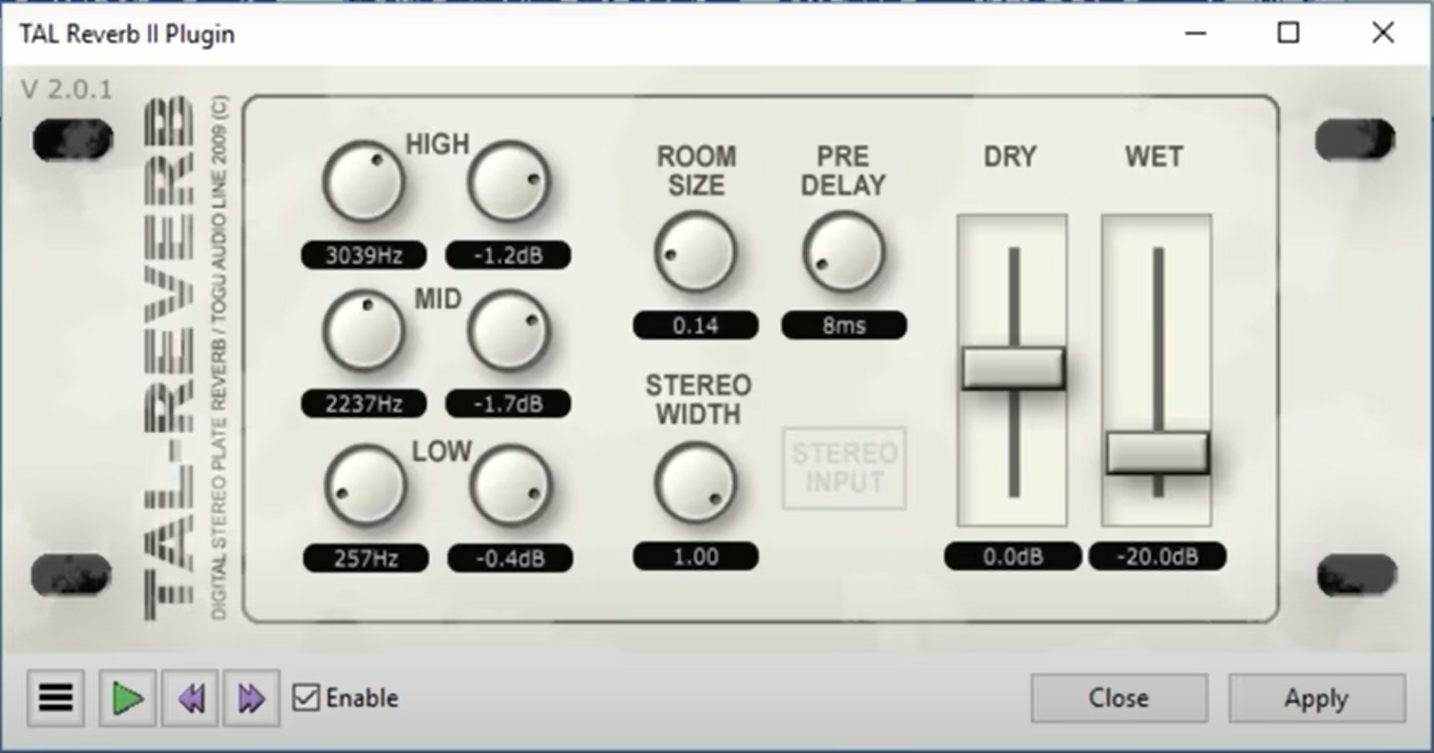 TAL Reverb II Plugin
V 2.0.1
TAL-REVERB
DIGITAL STEREO PLATE REVERB / TOGU AUDIO LINE 2009 (C)
HIGH
3039Hz
-1.2dB
MID
2237Hz
-1.7dB
LOW
257Hz
-0.4dB
ROOM
SIZE
0.14
PRE
DELAY
8ms
STEREO
WIDTH
1.00
STEREO
INPUT
DRY
0.0dB
WET
-20.0dB
Enable
Close
Apply